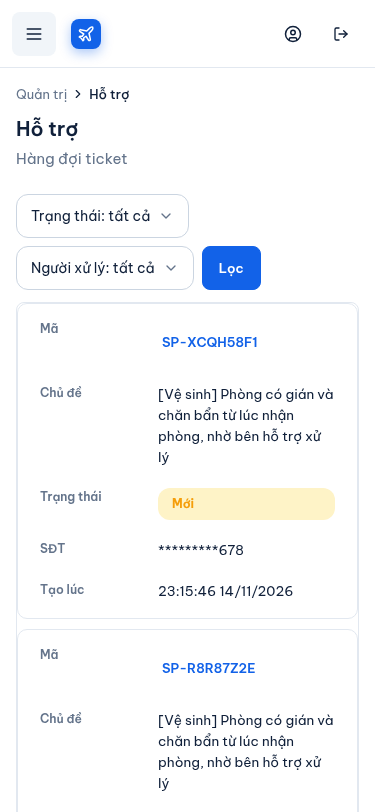 Quản trị > Hỗ trợ
Hỗ trợ
Hàng đợi ticket
Trạng thái: tất cả
Người xử lý: tất cả
Lọc
Mã
SP-XCQH58F1
Chủ đề
[Vệ sinh] Phòng có gián và
chăn bẩn từ lúc nhận
phòng, nhờ bên hỗ trợ xử
lý
Trạng thái
Mới
SĐT
*********678
Tạo lúc
23:15:46 14/11/2026
Mã
SP-R8R87Z2E
Chủ đề
[Vệ sinh] Phòng có gián và
chăn bẩn từ lúc nhận
phòng, nhờ bên hỗ trợ xử
lý